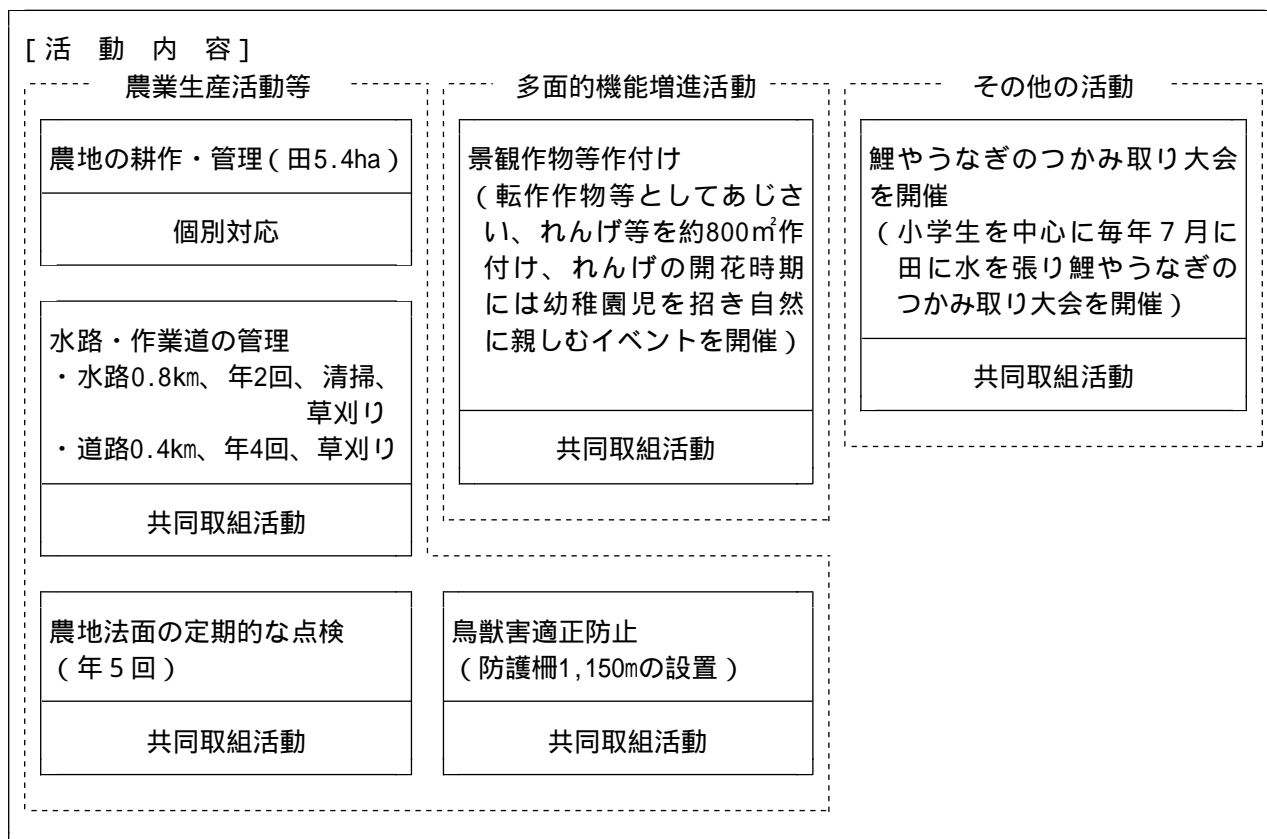 [活 動 内 容]
農業生産活動等
農地の耕作・管理（田5.4ha）
個別対応
水路・作業道の管理
・水路0.8㎞、年2回、清掃、
草刈り
・道路0.4㎞、年4回、草刈り
共同取組活動
農地法面の定期的な点検
（年５回）
共同取組活動
鳥獣害適正防止
（防護柵1,150mの設置）
共同取組活動
多面的機能増進活動
景観作物等作付け
（転作作物等としてあじさ
い、れんげ等を約800㎡作
付け、れんげの開花時期
には幼稚園児を招き自然
に親しむイベントを開催）
共同取組活動
その他の活動
鯉やうなぎのつかみ取り大会
を開催
（小学生を中心に毎年７月に
田に水を張り鯉やうなぎの
つかみ取り大会を開催）
共同取組活動